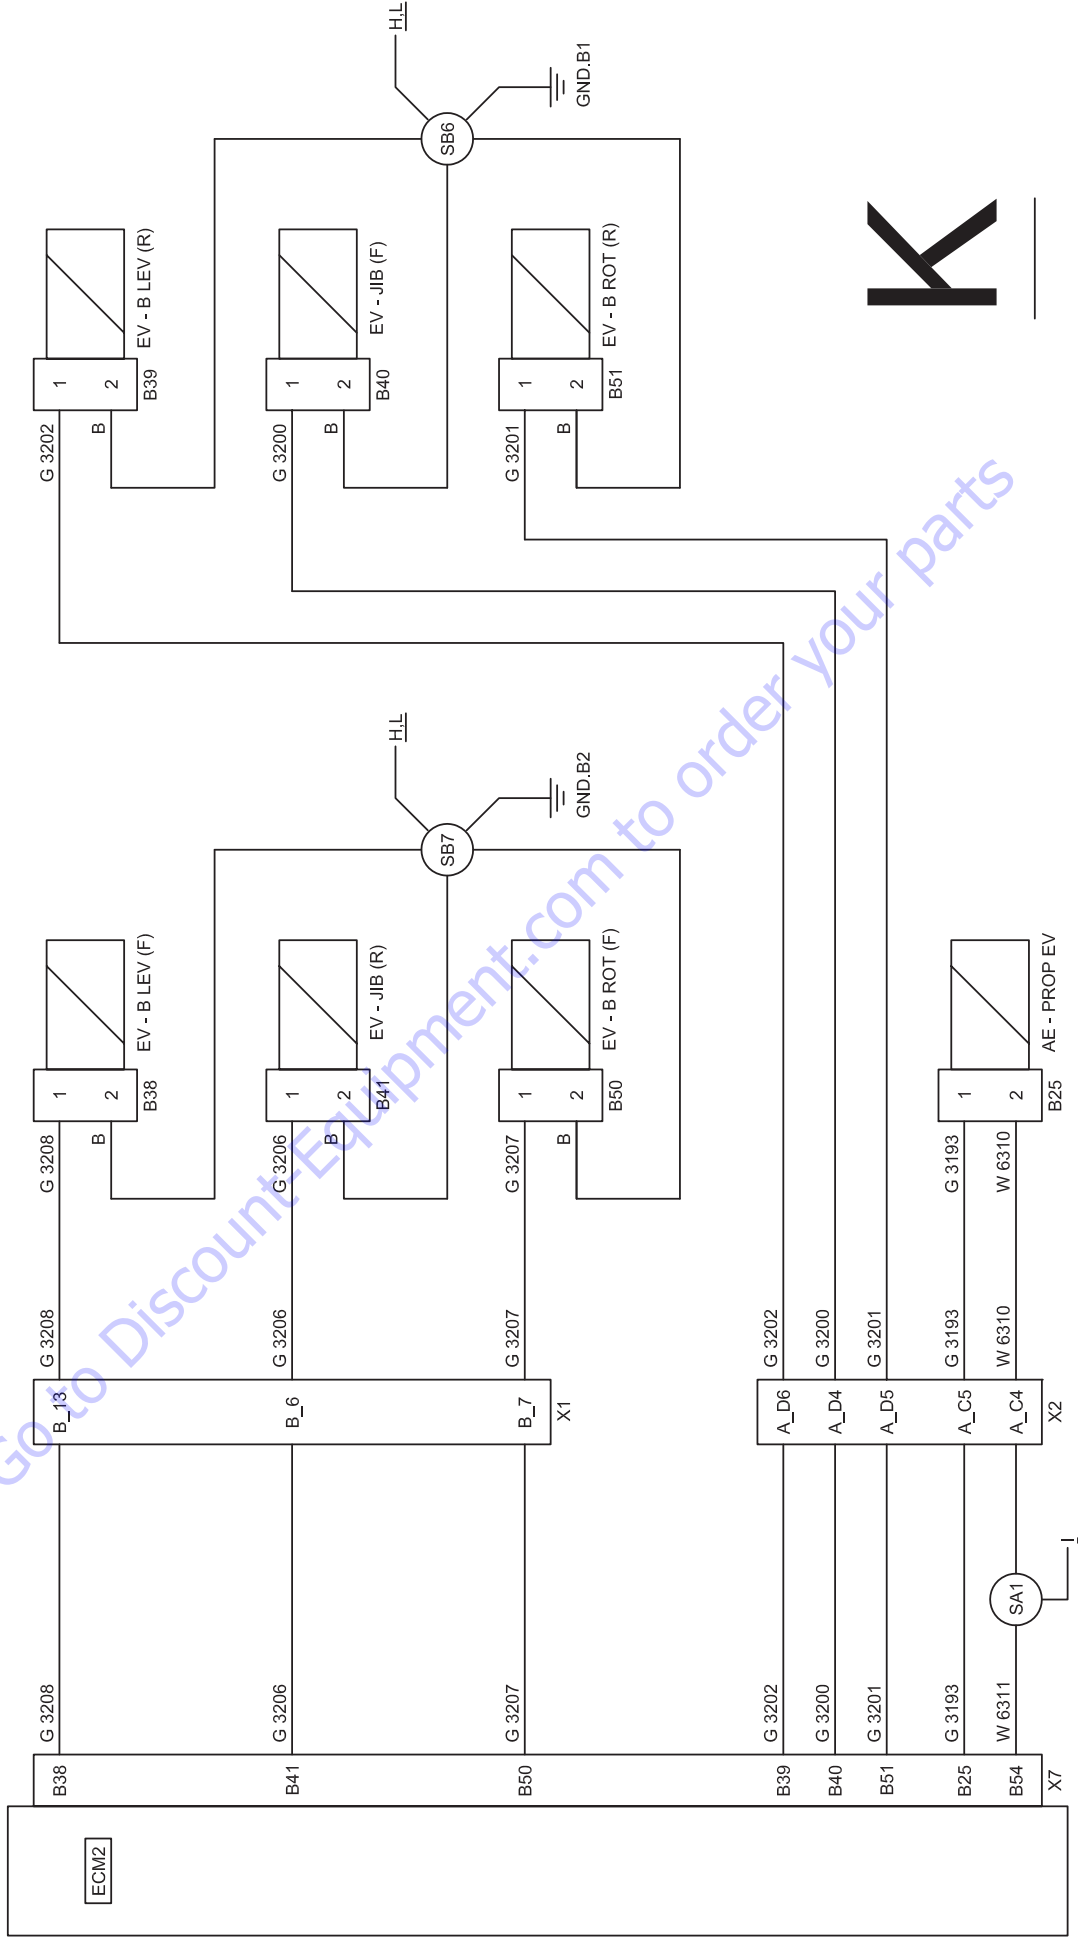 ECM2
B38
B41
B50
B39
B40
B51
B25
B54
X7
G 3208
G 3206
G 3207
G 3202
G 3200
G 3201
G 3193
W 6311
SA1
I
B_13
B_6
B_7
X1
A_D6
A_D4
A_D5
A_C5
A_C4
X2
G 3208
G 3206
G 3207
G 3202
G 3200
G 3201
G 3193
W 6310
G 3208
B
G 3206
B
G 3207
B
G 3193
W 6310
1
2
B38
EV - B LEV (F)
1
2
B41
EV - JIB (R)
1
2
B50
EV - B ROT (F)
1
2
B25
AE - PROP EV
SB7
H,L
GND.B2
G 3202
B
G 3200
B
G 3201
B
1
2
B39
EV - B LEV (R)
1
2
B40
EV - JIB (F)
1
2
B51
EV - B ROT (R)
SB6
H,L
GND.B1
K
Go to Discount-Equipment.com to order your parts